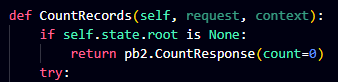 def CountRecords(self, request, context):
    if self.state.root is None:
        return pb2.CountResponse(count=0)
    try: